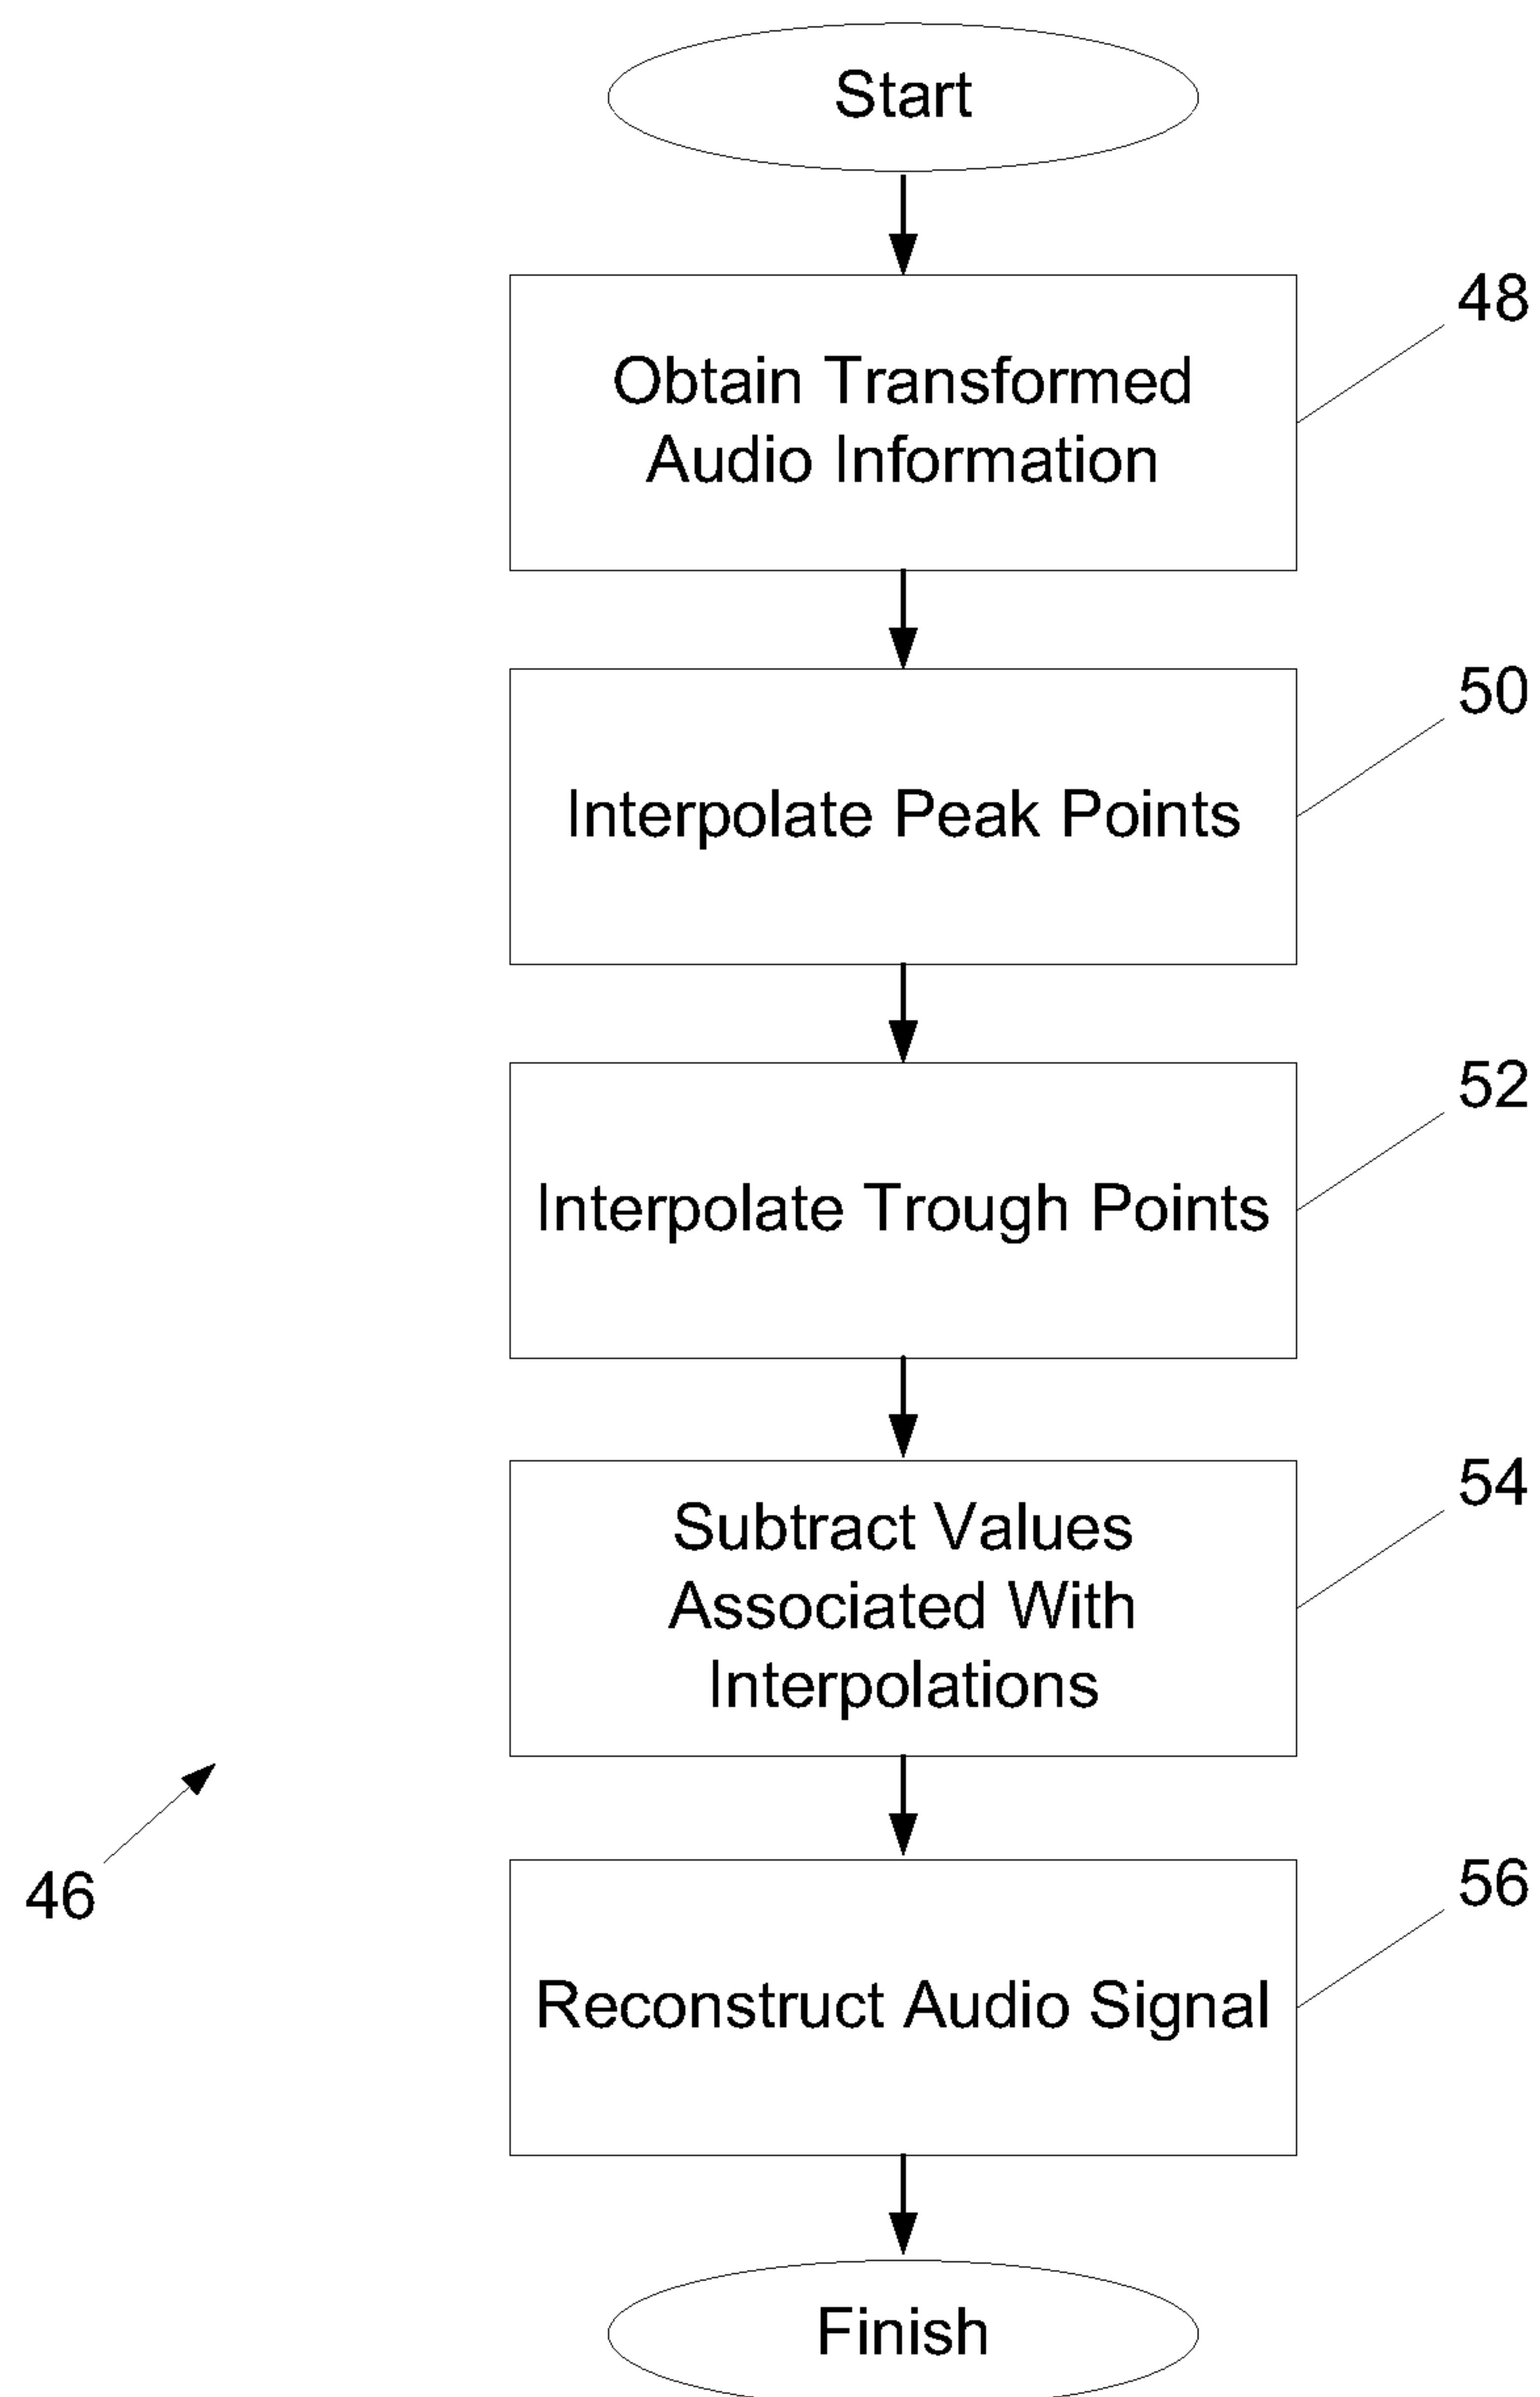 Start
48
Obtain Transformed
Audio Information
50
Interpolate Peak Points
52
Interpolate Trough Points
54
Subtract Values
Associated With
Interpolations
46
56
Reconstruct Audio Signal
Finish